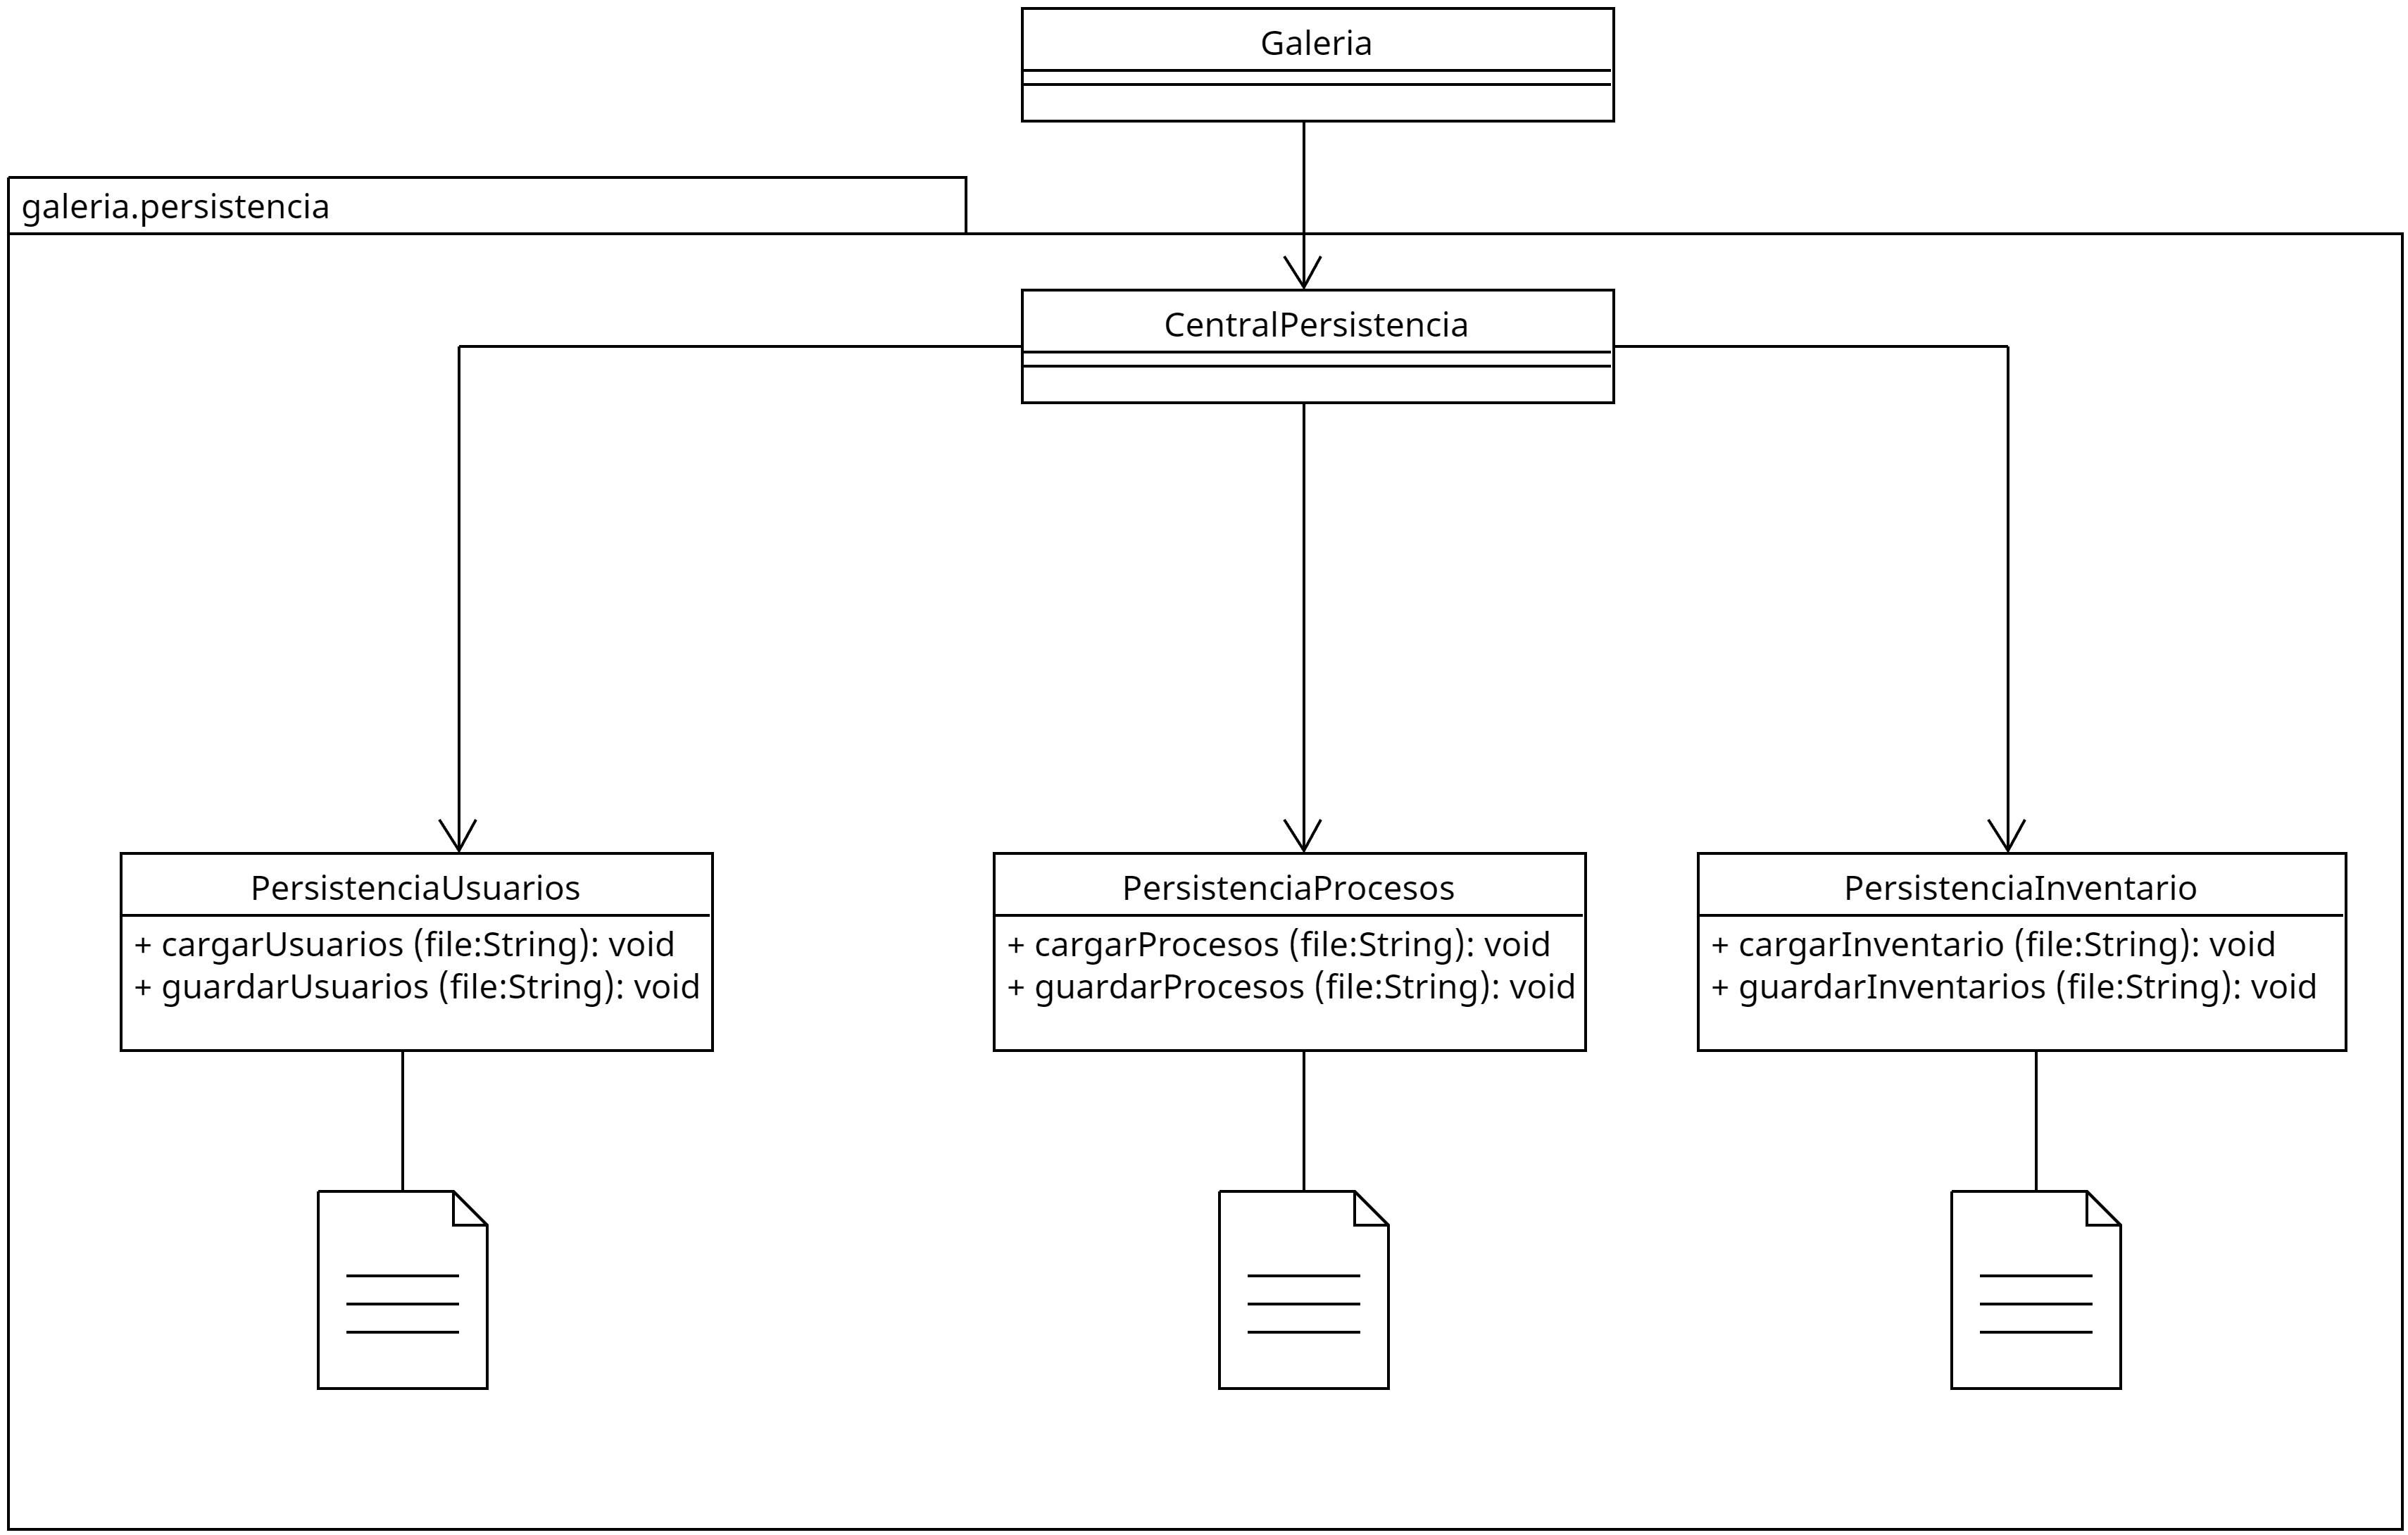 Galeria
galeria.persistencia
CentralPersistencia
PersistenciaUsuarios
+ cargarUsuarios (file:String): void
+ guardarUsuarios (file:String): void
PersistenciaProcesos
+ cargarProcesos (file:String): void
+ guardarProcesos (file:String): void
PersistenciaInventario
+ cargarInventario (file:String): void
+ guardarInventarios (file:String): void